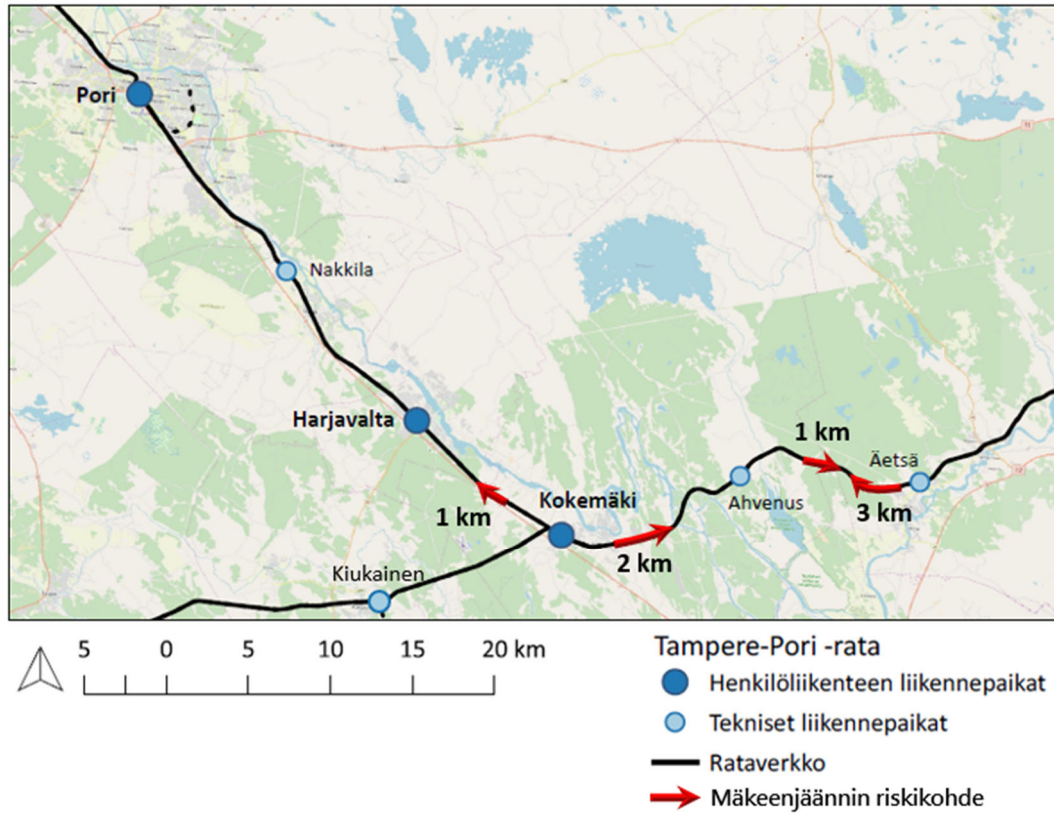 Pori
Nakkila
Harjavalta
1 km
Äetsä
Kokemäki
Ahvenus
3 km
1 km
2 km
Kiukainen
5 0 5 10 15 20 km
Tampere-Pori -rata
Henkilöliikenteen liikennepaikat
Tekniset liikennepaikat
Rataverkko
Mäkeenjäännin riskikohde